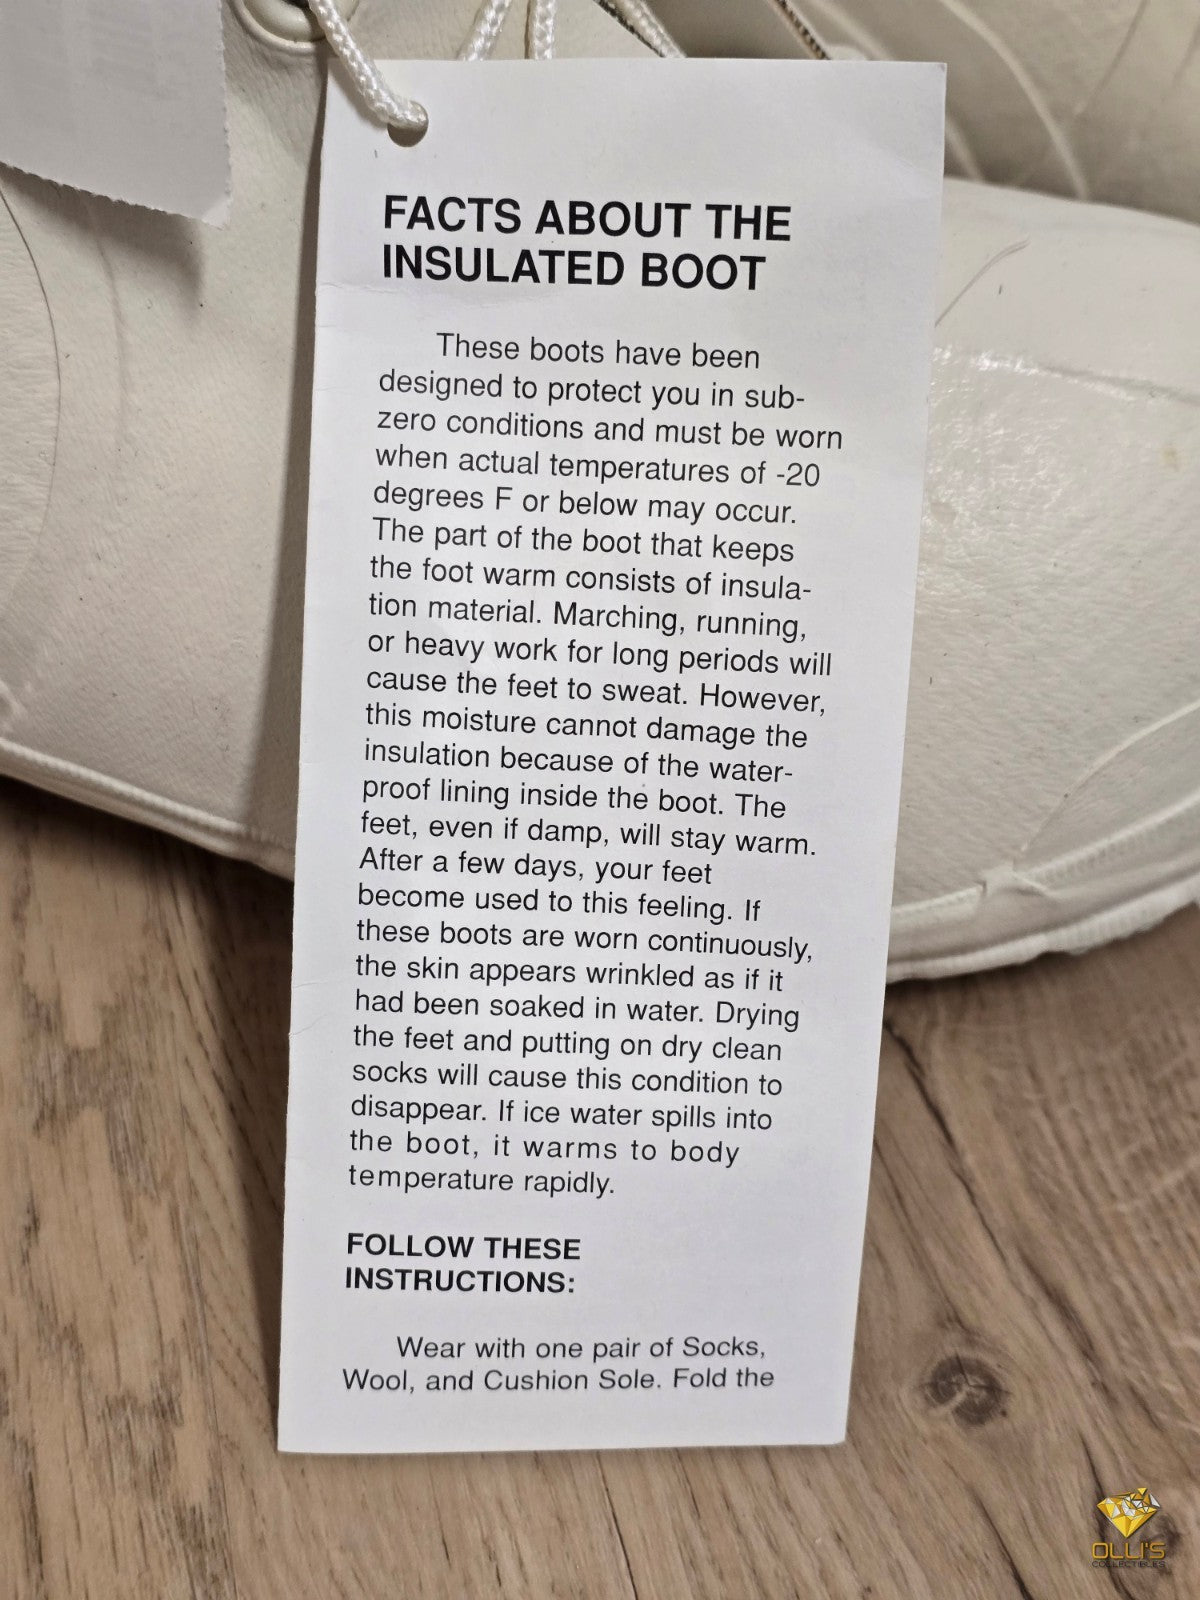 FACTS ABOUT THE
INSULATED BOOT
These boots have been
designed to protect you in sub-
zero conditions and must be worn
when actual temperatures of -20
degrees F or below may occur.
The part of the boot that keeps
the foot warm consists of insula-
tion material. Marching, running,
or heavy work for long periods will
cause the feet to sweat. However,
this moisture cannot damage the
insulation because of the water-
proof lining inside the boot. The
feet, even if damp, will stay warm.
After a few days, your feet
become used to this feeling. If
these boots are worn continuously,
the skin appears wrinkled as if it
had been soaked in water. Drying
the feet and putting on dry clean
socks will cause this condition to
disappear. If ice water spills into
the boot, it warms to body
temperature rapidly.
FOLLOW THESE
INSTRUCTIONS:
Wear with one pair of Socks,
Wool, and Cushion Sole. Fold the
OLLI'S
COLLECTIBLES